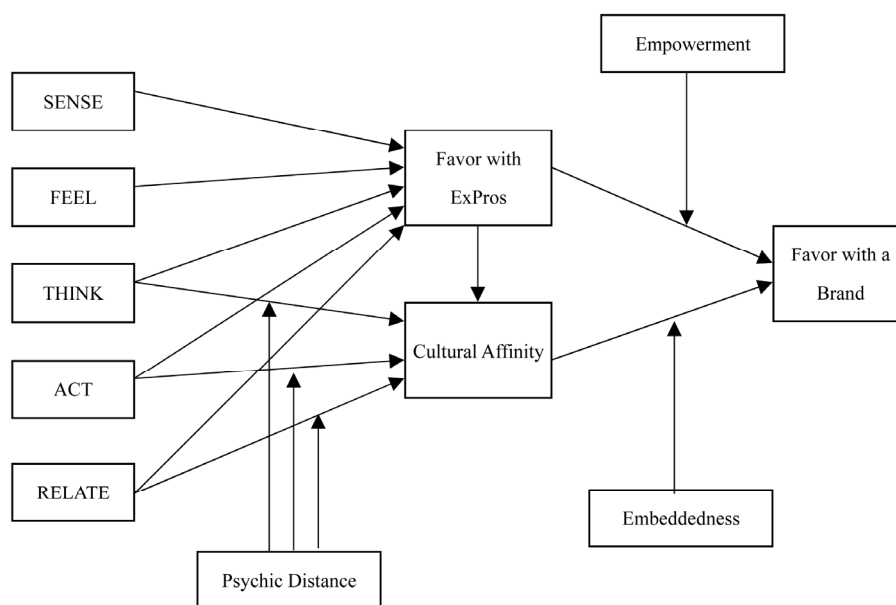 Empowerment
SENSE
Favor with
ExPros
FEEL
Favor with a
Brand
THINK
Cultural Affinity
ACT
RELATE
Embeddedness
Psychic Distance